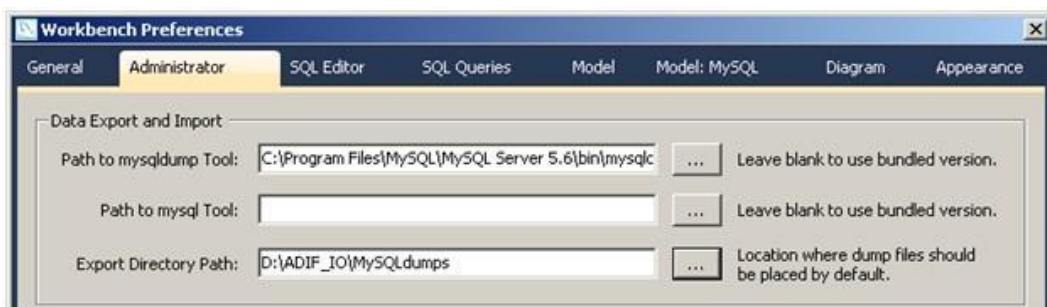 Workbench Preferences
General Administrator SQL Editor SQL Queries Model Model: MySQL Diagram Appearance
Data Export and Import
Path to mysqldump Tool: C:\Program Files\MySQL\MySQL Server 5.6\bin\mysqlc ... Leave blank to use bundled version.
Path to mysql Tool: ... Leave blank to use bundled version.
Export Directory Path: D:\ADIF_IO\MySQLdumps ... Location where dump files should
be placed by default.